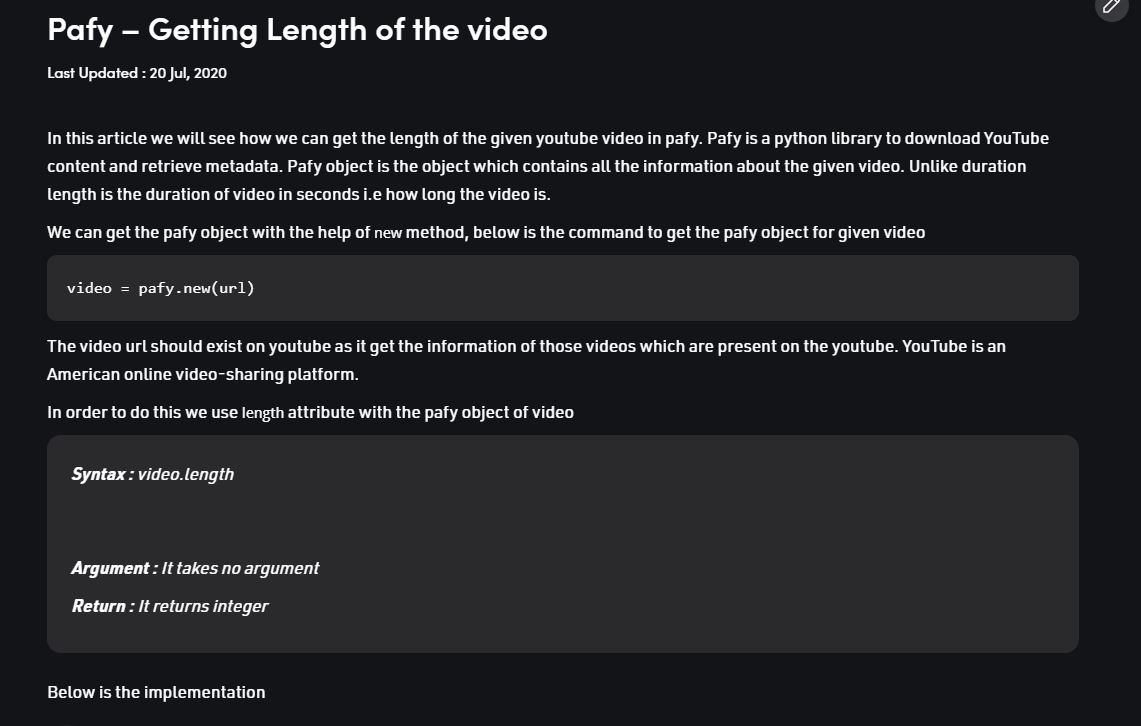 Pafy – Getting Length of the video
Last Updated : 20 Jul, 2020
In this article we will see how we can get the length of the given youtube video in pafy. Pafy is a python library to download YouTube
content and retrieve metadata. Pafy object is the object which contains all the information about the given video. Unlike duration
length is the duration of video in seconds i.e how long the video is.
We can get the pafy object with the help of new method, below is the command to get the pafy object for given video
video = pafy.new(url)
The video url should exist on youtube as it get the information of those videos which are present on the youtube. YouTube is an
American online video-sharing platform.
In order to do this we use length attribute with the pafy object of video
Syntax : video.length
Argument : It takes no argument
Return : It returns integer
Below is the implementation